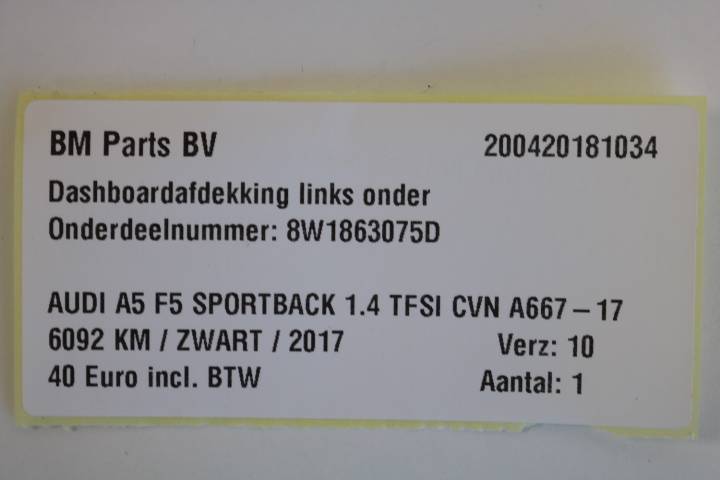 BM Parts BV 200420181034
Dashboardafdekking links onder
Onderdeelnummer: 8W1863075D
AUDI A5 F5 SPORTBACK 1.4 TFSI CVN A667-17
6092 KM / ZWART / 2017 Verz: 10
40 Euro incl. BTW Aantal: 1